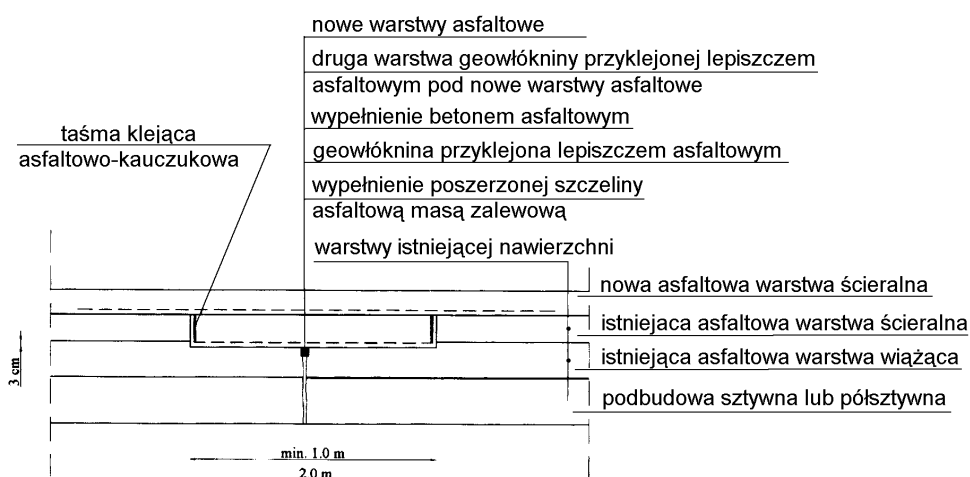 nowe warstwy asfaltowe
druga warstwa geowłókniny przyklejonej lepiszczem
asfaltowym pod nowe warstwy asfaltowe
wypełnienie betonem asfaltowym
taśma klejąca
asfaltowo-kauczukowa
geowłóknina przyklejona lepiszczem asfaltowym
wypełnienie poszerzonej szczeliny
asfaltową masą zalewową
warstwy istniejącej nawierzchni
nowa asfaltowa warstwa ścieralna
istniejaca asfaltowa warstwa ścieralna
istniejąca asfaltowa warstwa wiążąca
podbudowa sztywna lub półsztywna
3 cm
min. 1.0 m
2.0 m